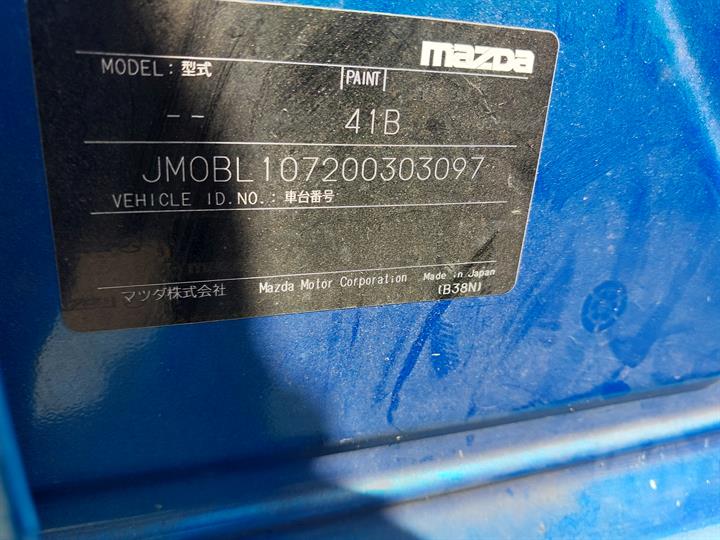 mazda
MODEL: 型式 PAINT
-- 41B
JM0BL107200303097
VEHICLE ID.NO.: 車台番号
マツダ株式会社 Mazda Motor Corporation Made in Japan
(B38N)